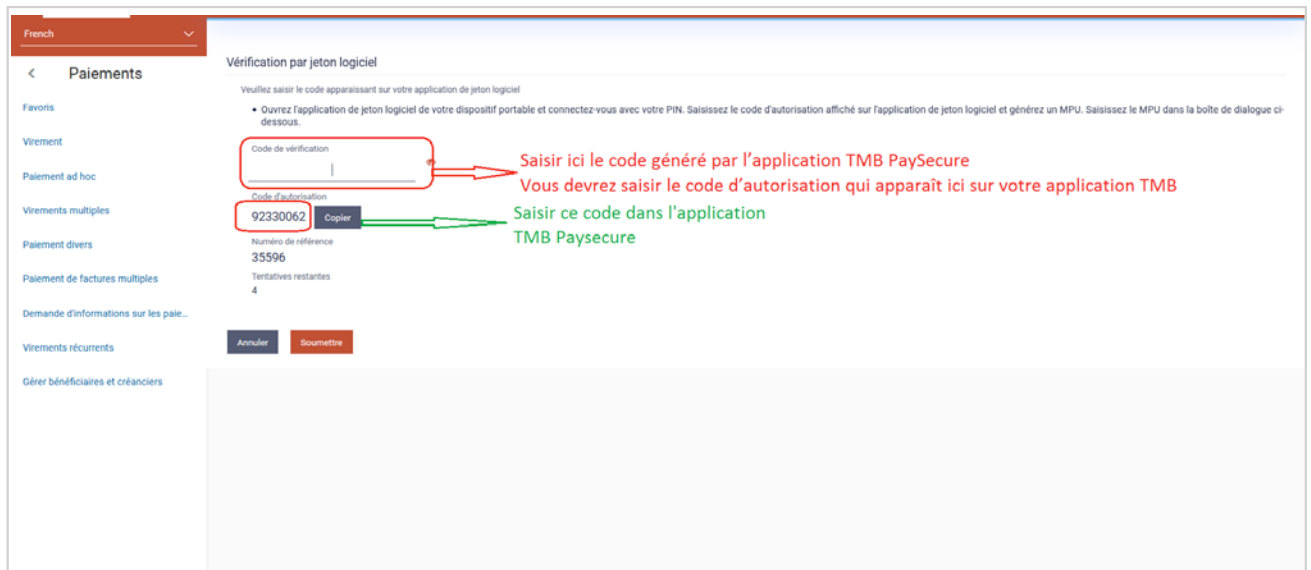 French
Paiements
Favoris
Virement
Paiement ad hoc
Virements multiples
Paiement divers
Paiement de factures multiples
Demande d'informations sur les paie...
Virements récurrents
Gérer bénéficiaires et créanciers
Vérification par jeton logiciel
Veuillez saisir le code apparaissant sur votre application de jeton logiciel
• Ouvrez l'application de jeton logiciel de votre dispositif portable et connectez-vous avec votre PIN. Saisissez le code d'autorisation affiché sur l'application de jeton logiciel et générez un MPU. Saisissez le MPU dans la boîte de dialogue ci-
dessous.
Code de vérification
Saisir ici le code généré par l'application TMB PaySecure
Vous devrez saisir le code d'autorisation qui apparaît ici sur votre application TMB
Code d'autorisation
92330062 Copier
Saisir ce code dans l'application
TMB Paysecure
Numéro de référence
35596
Tentatives restantes
4
Annuler Soumettre